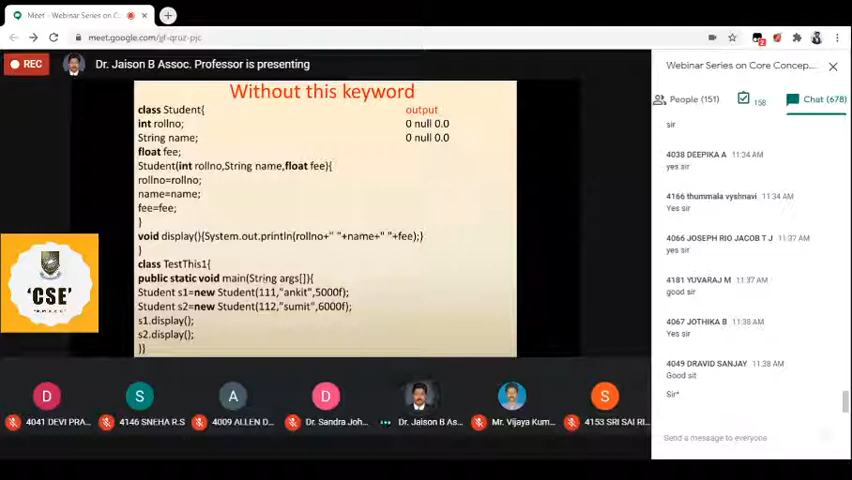 Meet - Webinar Series on C
meet.google.com/gf-qruz-pjc
2
REC
Dr. Jaison B Assoc. Professor is presenting
Without this keyword
class Student{
int rollno;
String name;
float fee;
Student(int rollno,String name,float fee){
rollno=rollno;
name=name;
fee=fee;
}
void display(){System.out.println(rollno+" "+name+" "+fee);}
}
class TestThis1{
public static void main(String args[]){
Student s1=new Student(111,"ankit",5000f);
Student s2=new Student(112,"sumit",6000f);
s1.display();
s2.display();
}}
output
0 null 0.0
0 null 0.0
'CSE'
D
S
A
D
S
4041 DEVI PRA...
4146 SNEHA R.S
4009 ALLEN D...
Dr. Sandra Joh...
Dr. Jaison B As...
Mr. Vijaya Kum...
4153 SRI SAI RI...
Webinar Series on Core Concep...
People (151)
158
Chat (678)
sir
4038 DEEPIKA A 11:34 AM
yes sir
4166 thummala vyshnavi 11:34 AM
Yes sir
4066 JOSEPH RIO JACOB T J 11:37 AM
yes sir
4181 YUVARAJ M 11:37 AM
good sir
4067 JOTHIKA B 11:38 AM
Yes sir
4049 DRAVID SANJAY 11:38 AM
Good sit
Sir*
Send a message to everyone